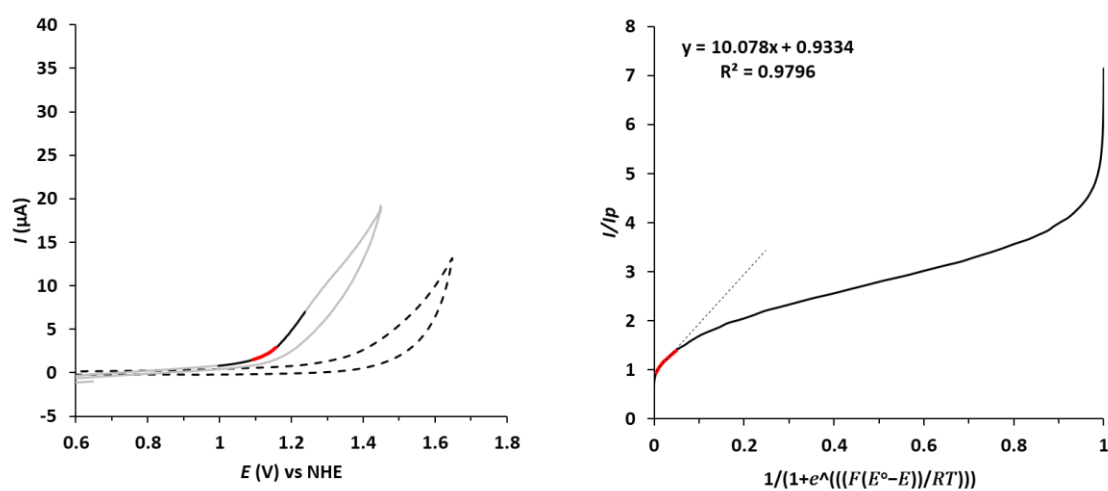 40
35
30
25
20
15
10
5
0
-5
I (µA)
0.6 0.8 1 1.2 1.4 1.6 1.8
E (V) vs NHE
y = 10.078x + 0.9334
R² = 0.9796
8
7
6
5
4
3
2
1
0
I/Ip
0 0.2 0.4 0.6 0.8 1
1/(1+e^(((F(E°−E))/RT)))